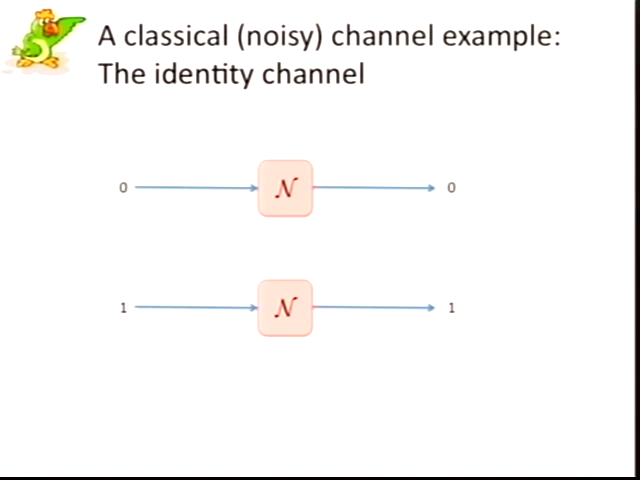 A classical (noisy) channel example:
The identity channel
0 𝒩 0
1 𝒩 1